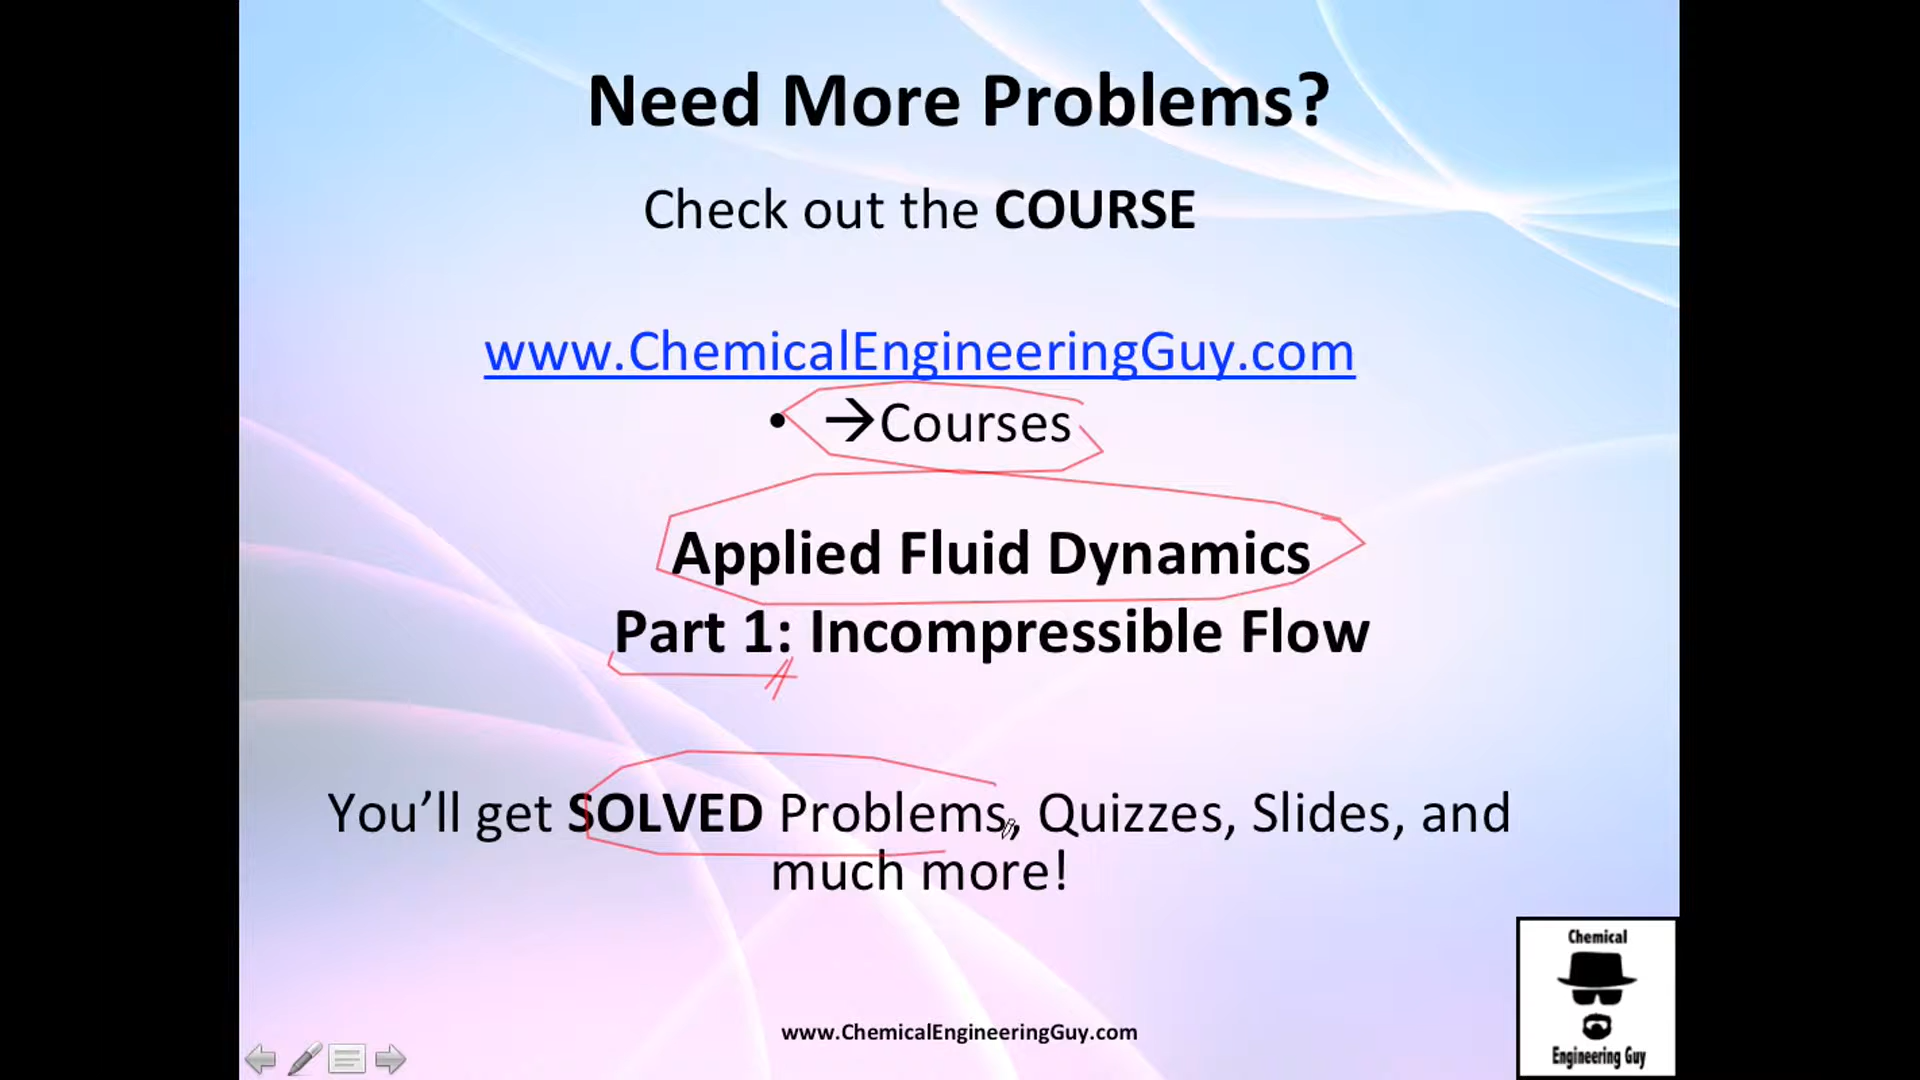 Need More Problems?
Check out the COURSE
www.ChemicalEngineeringGuy.com
• →Courses
Applied Fluid Dynamics
Part 1: Incompressible Flow
You’ll get SOLVED Problems, Quizzes, Slides, and
much more!
www.ChemicalEngineeringGuy.com
Chemical
Engineering Guy